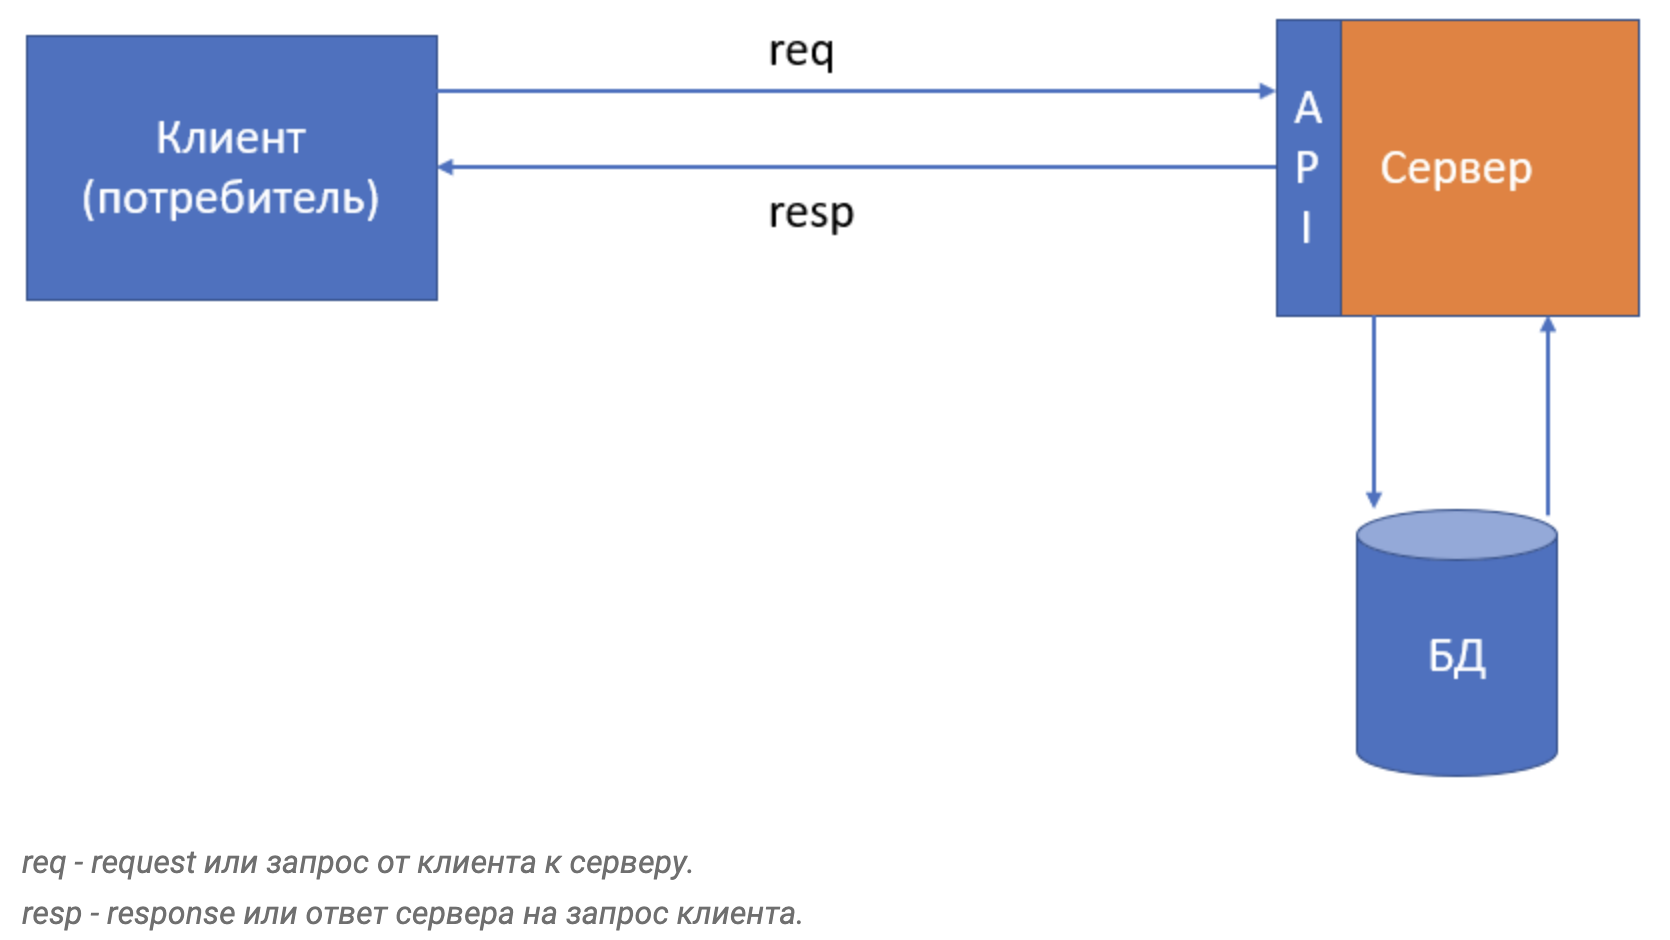 req
Клиент
(потребитель)
resp
A
P
I
Сервер
БД
req - request или запрос от клиента к серверу.
resp - response или ответ сервера на запрос клиента.